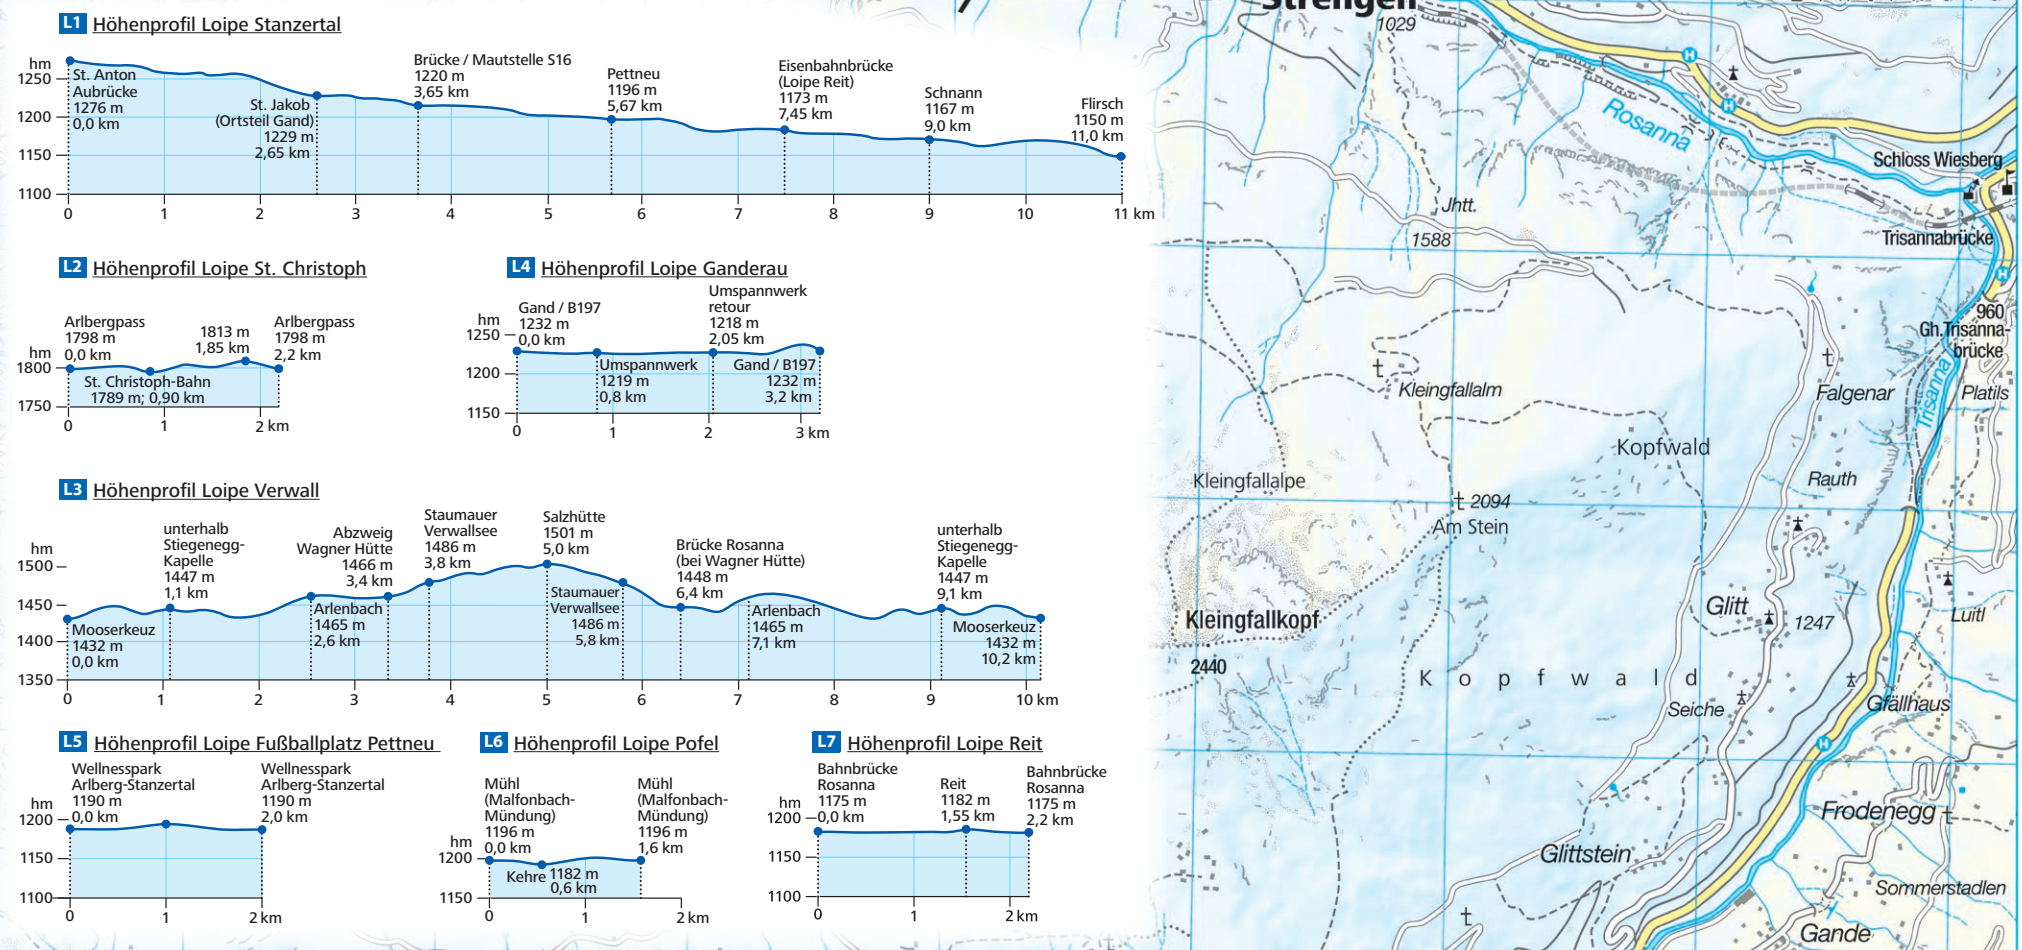 L1 Höhenprofil Loipe Stanzertal
hm
1250
1200
1150
1100
St. Anton
Aubrücke
1276 m
0,0 km
St. Jakob
(Ortsteil Gand)
1229 m
2,65 km
Brücke / Mautstelle S16
1220 m
3,65 km
Pettneu
1196 m
5,67 km
Eisenbahnbrücke
(Loipe Reit)
1173 m
7,45 km
Schnann
1167 m
9,0 km
Flirsch
1150 m
11,0 km
0 1 2 3 4 5 6 7 8 9 10 11 km
L2 Höhenprofil Loipe St. Christoph
hm
1800
1750
Arlbergpass
1798 m
0,0 km
St. Christoph-Bahn
1789 m; 0,90 km
1813 m
1,85 km
Arlbergpass
1798 m
2,2 km
0 1 2 km
L4 Höhenprofil Loipe Ganderau
hm
1250
1200
1150
Gand / B197
1232 m
0,0 km
Umspannwerk
1219 m
0,8 km
Umspannwerk
retour
1218 m
2,05 km
Gand / B197
1232 m
3,2 km
0 1 2 3 km
L3 Höhenprofil Loipe Verwall
hm
1500
1450
1400
1350
Mooserkeuz
1432 m
0,0 km
unterhalb
Stiegenegg-
Kapelle
1447 m
1,1 km
Arlenbach
1465 m
2,6 km
Abzweig
Wagner Hütte
1466 m
3,4 km
Staumauer
Verwallsee
1486 m
3,8 km
Salzhütte
1501 m
5,0 km
Staumauer
Verwallsee
1486 m
5,8 km
Brücke Rosanna
(bei Wagner Hütte)
1448 m
6,4 km
Arlenbach
1465 m
7,1 km
unterhalb
Stiegenegg-
Kapelle
1447 m
9,1 km
Mooserkeuz
1432 m
10,2 km
0 1 2 3 4 5 6 7 8 9 10 km
L5 Höhenprofil Loipe Fußballplatz Pettneu
hm
1200
1150
1100
Wellnesspark
Arlberg-Stanzertal
1190 m
0,0 km
Wellnesspark
Arlberg-Stanzertal
1190 m
2,0 km
0 1 2 km
L6 Höhenprofil Loipe Pofel
hm
1200
1150
Mühl
(Malfonbach-
Mündung)
1196 m
0,0 km
Kehre 1182 m
0,6 km
Mühl
(Malfonbach-
Mündung)
1196 m
1,6 km
0 1 2 km
L7 Höhenprofil Loipe Reit
hm
1200
1150
1100
Bahnbrücke
Rosanna
1175 m
0,0 km
Reit
1182 m
1,55 km
Bahnbrücke
Rosanna
1175 m
2,2 km
0 1 2 km
Strengen
1029
H
H
Rosanna
Schloss Wiesberg
Jhtt.
1588
Trisannabrücke
H
960
Gh.Trisanna-
brücke
Trisanna
Kleingfallalm
Falgenar
Platils
Kopfwald
Kleingfallalpe
Rauth
2094
Am Stein
Glitt
1247
Luitl
Kleingfallkopf
2440
Kopfwald
Seiche
Gfällhaus
H
Frodenegg
Glittstein
Sommerstadlen
Gande